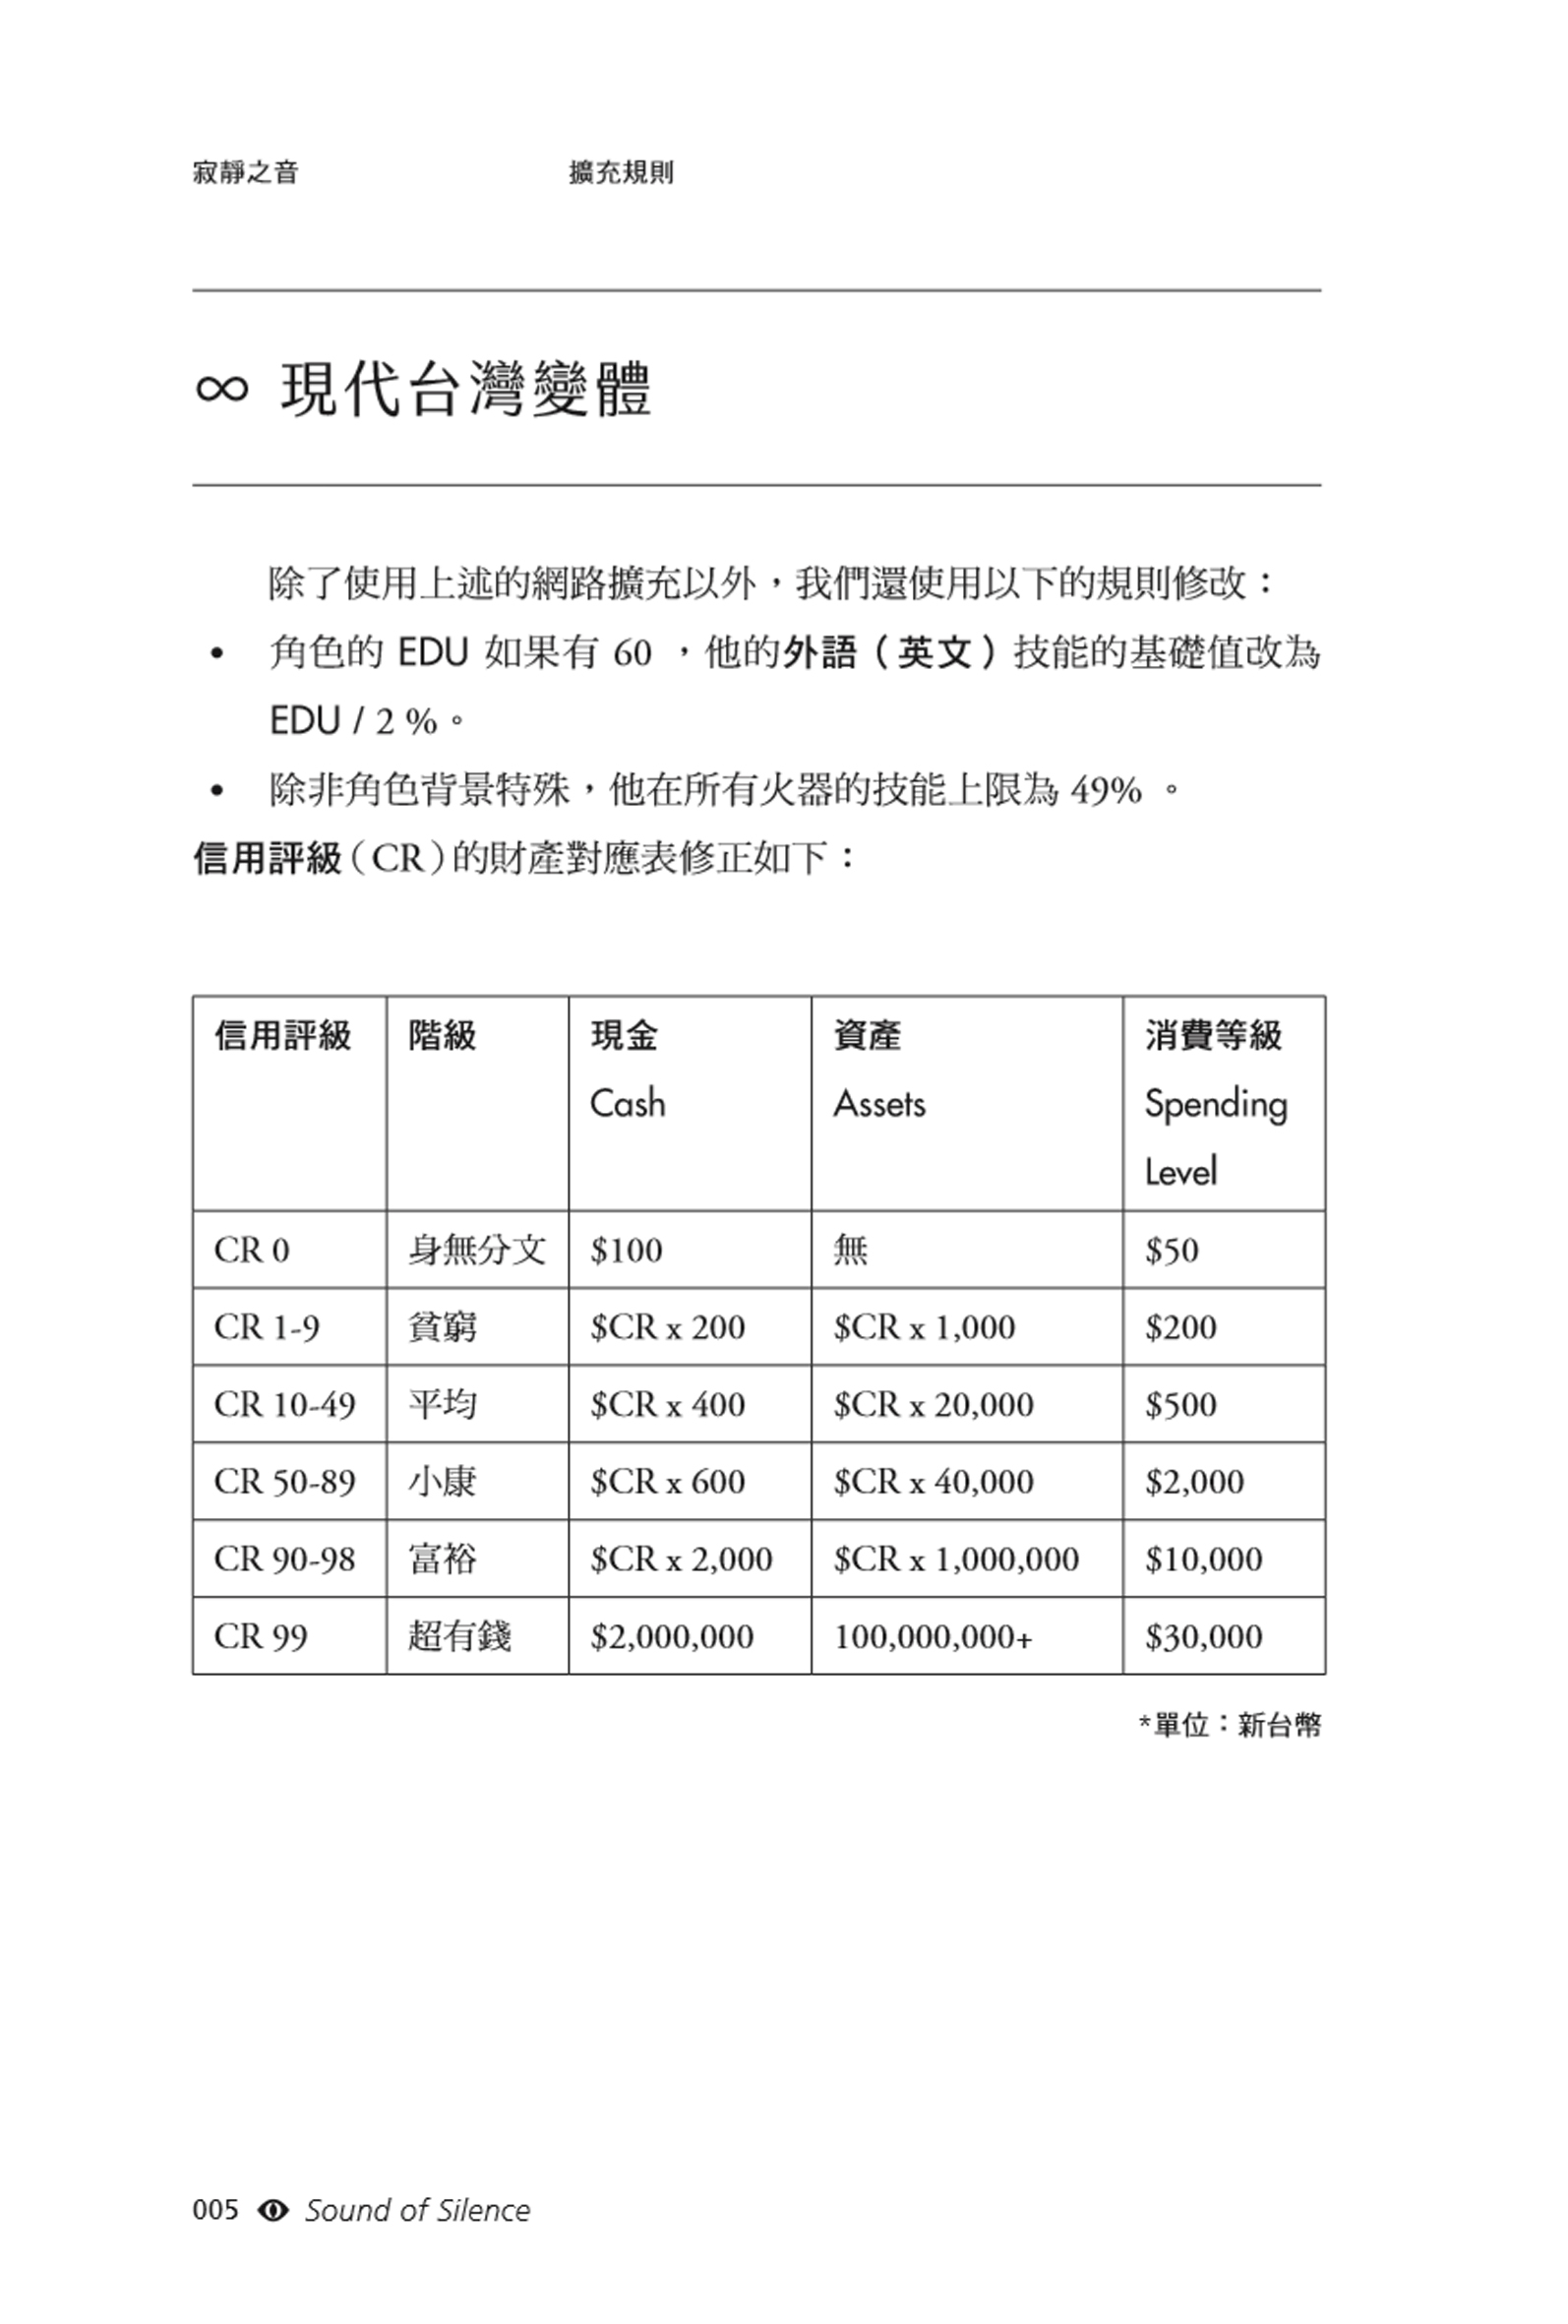 寂靜之音 擴充規則
∞ 現代台灣變體
除了使用上述的網路擴充以外，我們還使用以下的規則修改：
• 角色的 EDU 如果有 60 ，他的外語（英文）技能的基礎值改為
EDU / 2 %。
• 除非角色背景特殊，他在所有火器的技能上限為 49% 。
信用評級（CR）的財產對應表修正如下：
信用評級 階級 現金 資產 消費等級
Cash Assets Spending
Level
CR 0 身無分文 $100 無 $50
CR 1-9 貧窮 $CR x 200 $CR x 1,000 $200
CR 10-49 平均 $CR x 400 $CR x 20,000 $500
CR 50-89 小康 $CR x 600 $CR x 40,000 $2,000
CR 90-98 富裕 $CR x 2,000 $CR x 1,000,000 $10,000
CR 99 超有錢 $2,000,000 100,000,000+ $30,000
*單位：新台幣
005 Sound of Silence